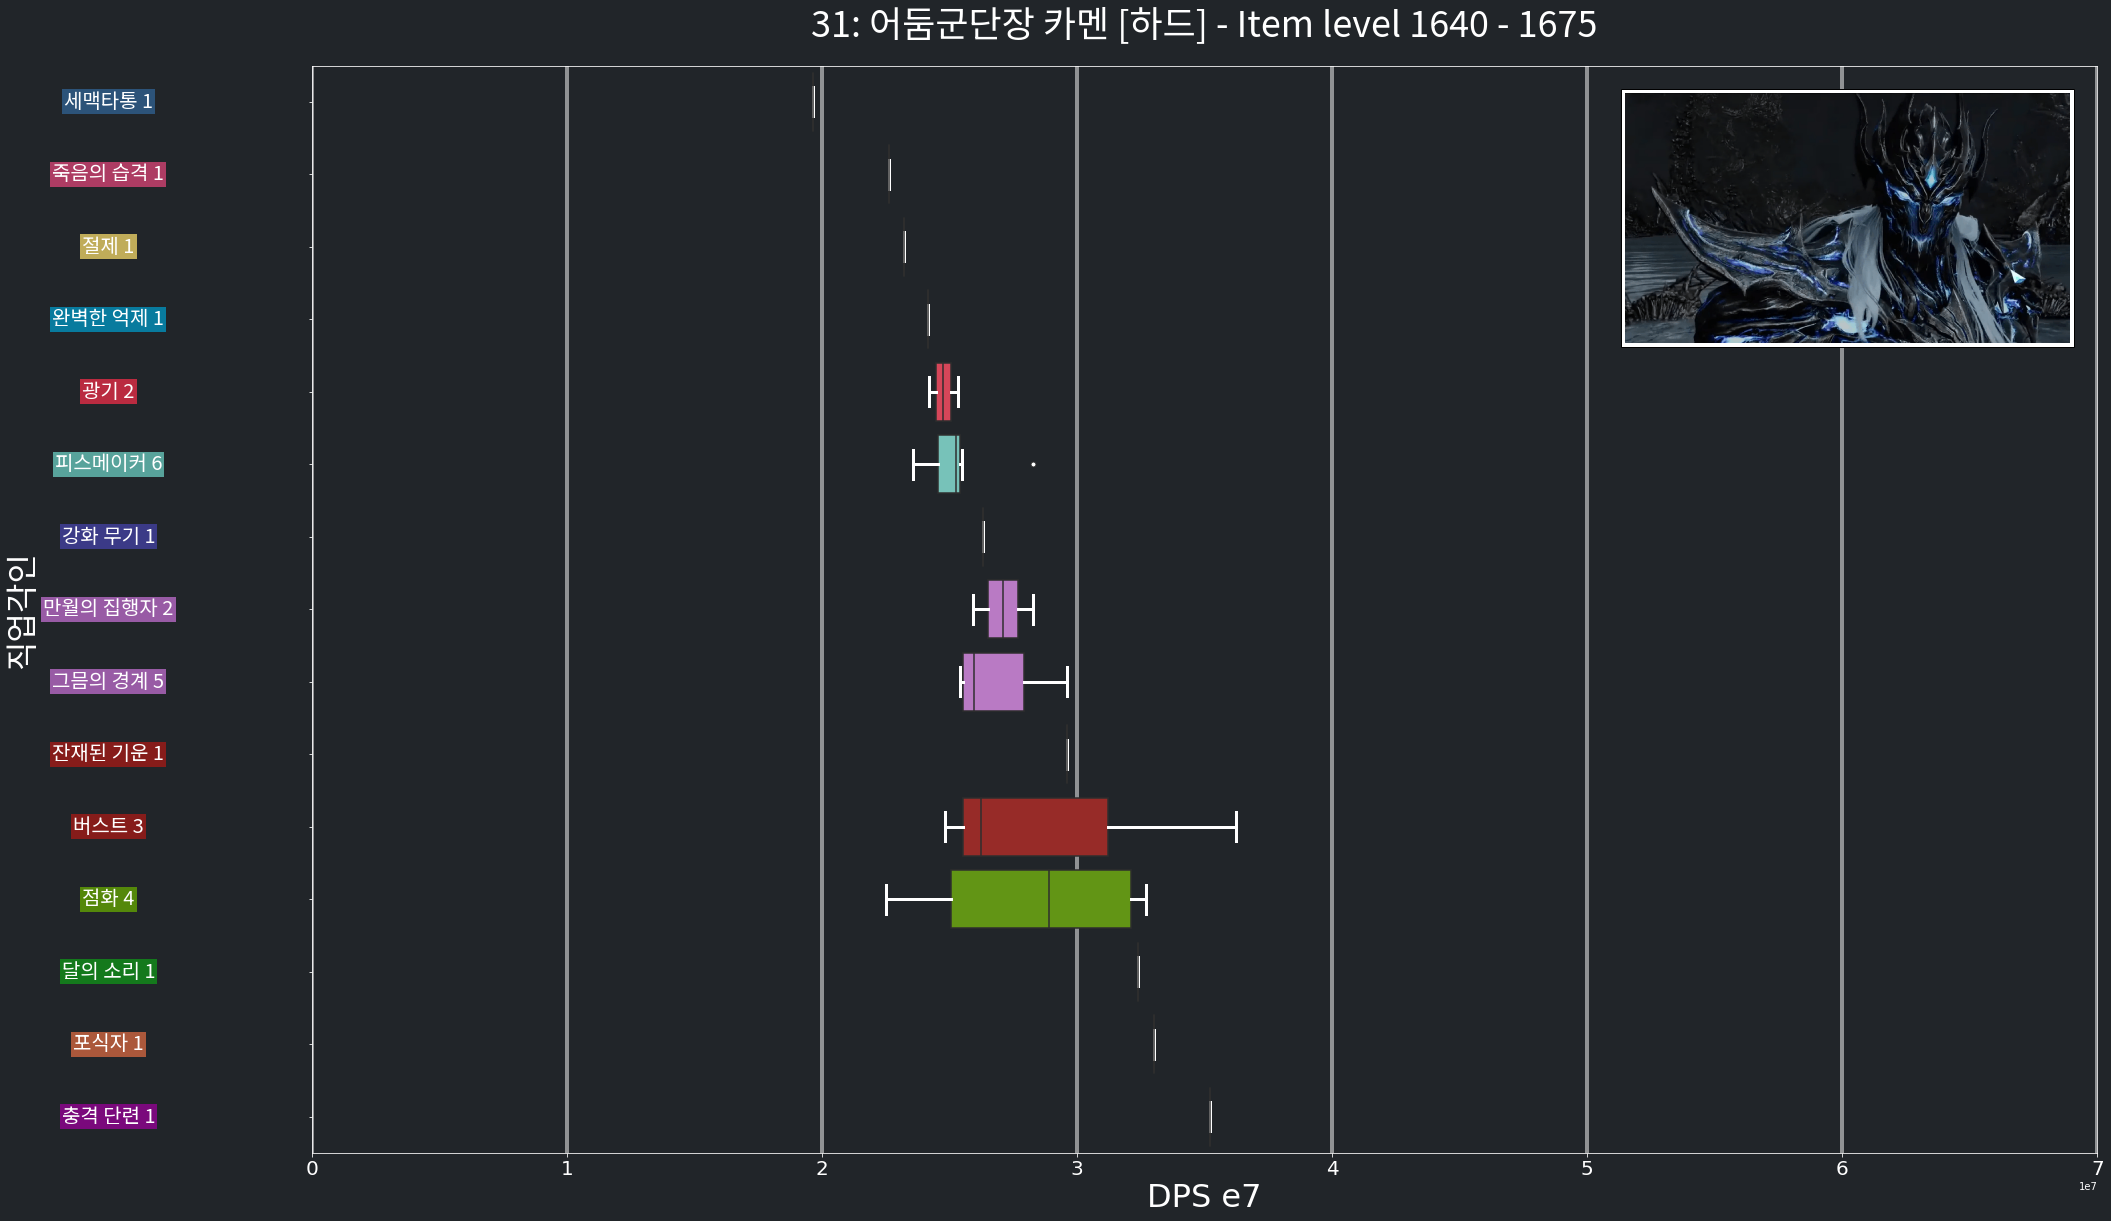 31: 어둠군단장 카멘 [하드] - Item level 1640 - 1675
직업각인
세맥타통 1
죽음의 습격 1
절제 1
완벽한 억제 1
광기 2
피스메이커 6
강화 무기 1
만월의 집행자 2
그믐의 경계 5
잔재된 기운 1
버스트 3
점화 4
달의 소리 1
포식자 1
충격 단련 1
0 1 2 3 4 5 6 7
1e7
DPS e7